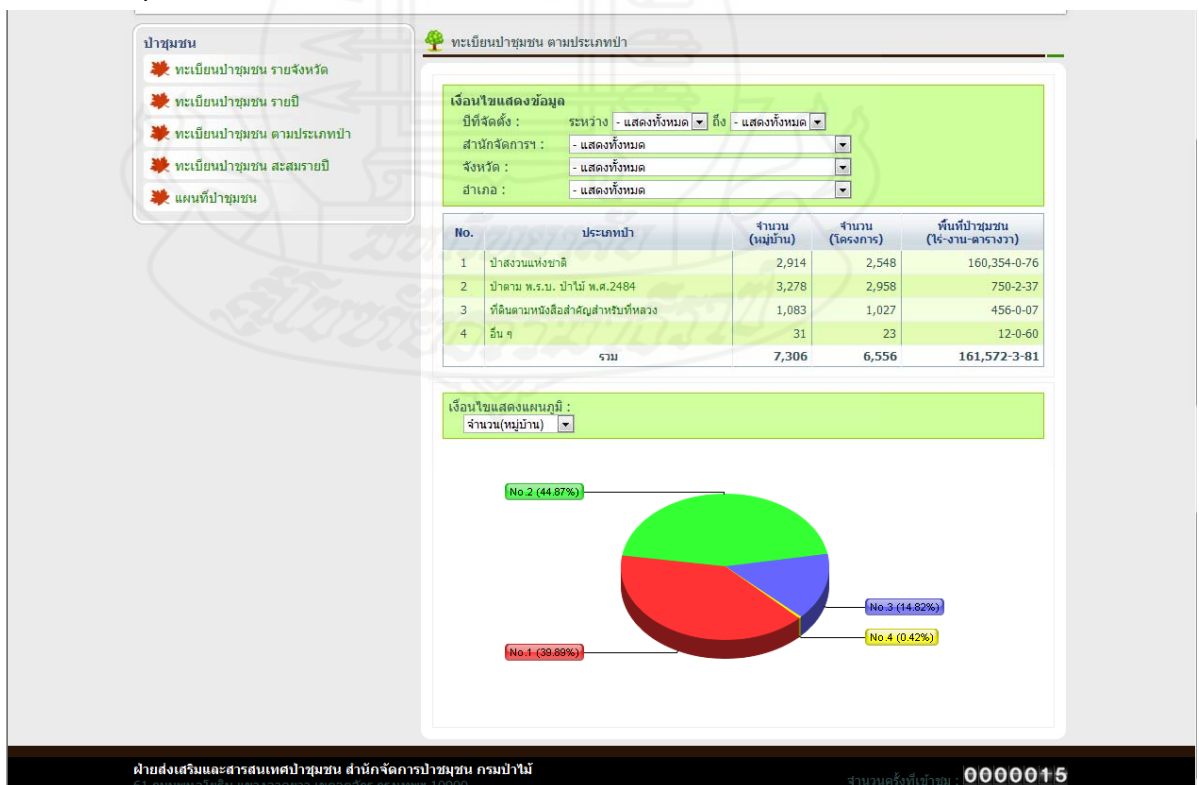 ป่าชุมชน
ทะเบียนป่าชุมชน รายจังหวัด
ทะเบียนป่าชุมชน รายปี
ทะเบียนป่าชุมชน ตามประเภทป่า
ทะเบียนป่าชุมชน สะสมรายปี
แผนที่ป่าชุมชน
ทะเบียนป่าชุมชน ตามประเภทป่า
เงื่อนไขแสดงข้อมูล
ปีที่จัดตั้ง : ระหว่าง - แสดงทั้งหมด ถึง - แสดงทั้งหมด
สำนักจัดการฯ : - แสดงทั้งหมด
จังหวัด : - แสดงทั้งหมด
อำเภอ : - แสดงทั้งหมด
No. ประเภทป่า จำนวน (หมู่บ้าน) จำนวน (โครงการ) พื้นที่ป่าชุมชน (ไร่-งาน-ตารางวา)
1 ป่าสงวนแห่งชาติ 2,914 2,548 160,354-0-76
2 ป่าตาม พ.ร.บ. ป่าไม้ พ.ศ.2484 3,278 2,958 750-2-37
3 ที่ดินตามหนังสือสำคัญสำหรับที่หลวง 1,083 1,027 456-0-07
4 อื่น ๆ 31 23 12-0-60
รวม 7,306 6,556 161,572-3-81
เงื่อนไขแสดงแผนภูมิ :
จำนวน(หมู่บ้าน)
No.2 (44.87%)
No.3 (14.82%)
No.4 (0.42%)
No.1 (39.89%)
ฝ่ายส่งเสริมและสารสนเทศป่าชุมชน สำนักจัดการป่าชุมชน กรมป่าไม้
จำนวนครั้งที่เข้าชม : 0000015